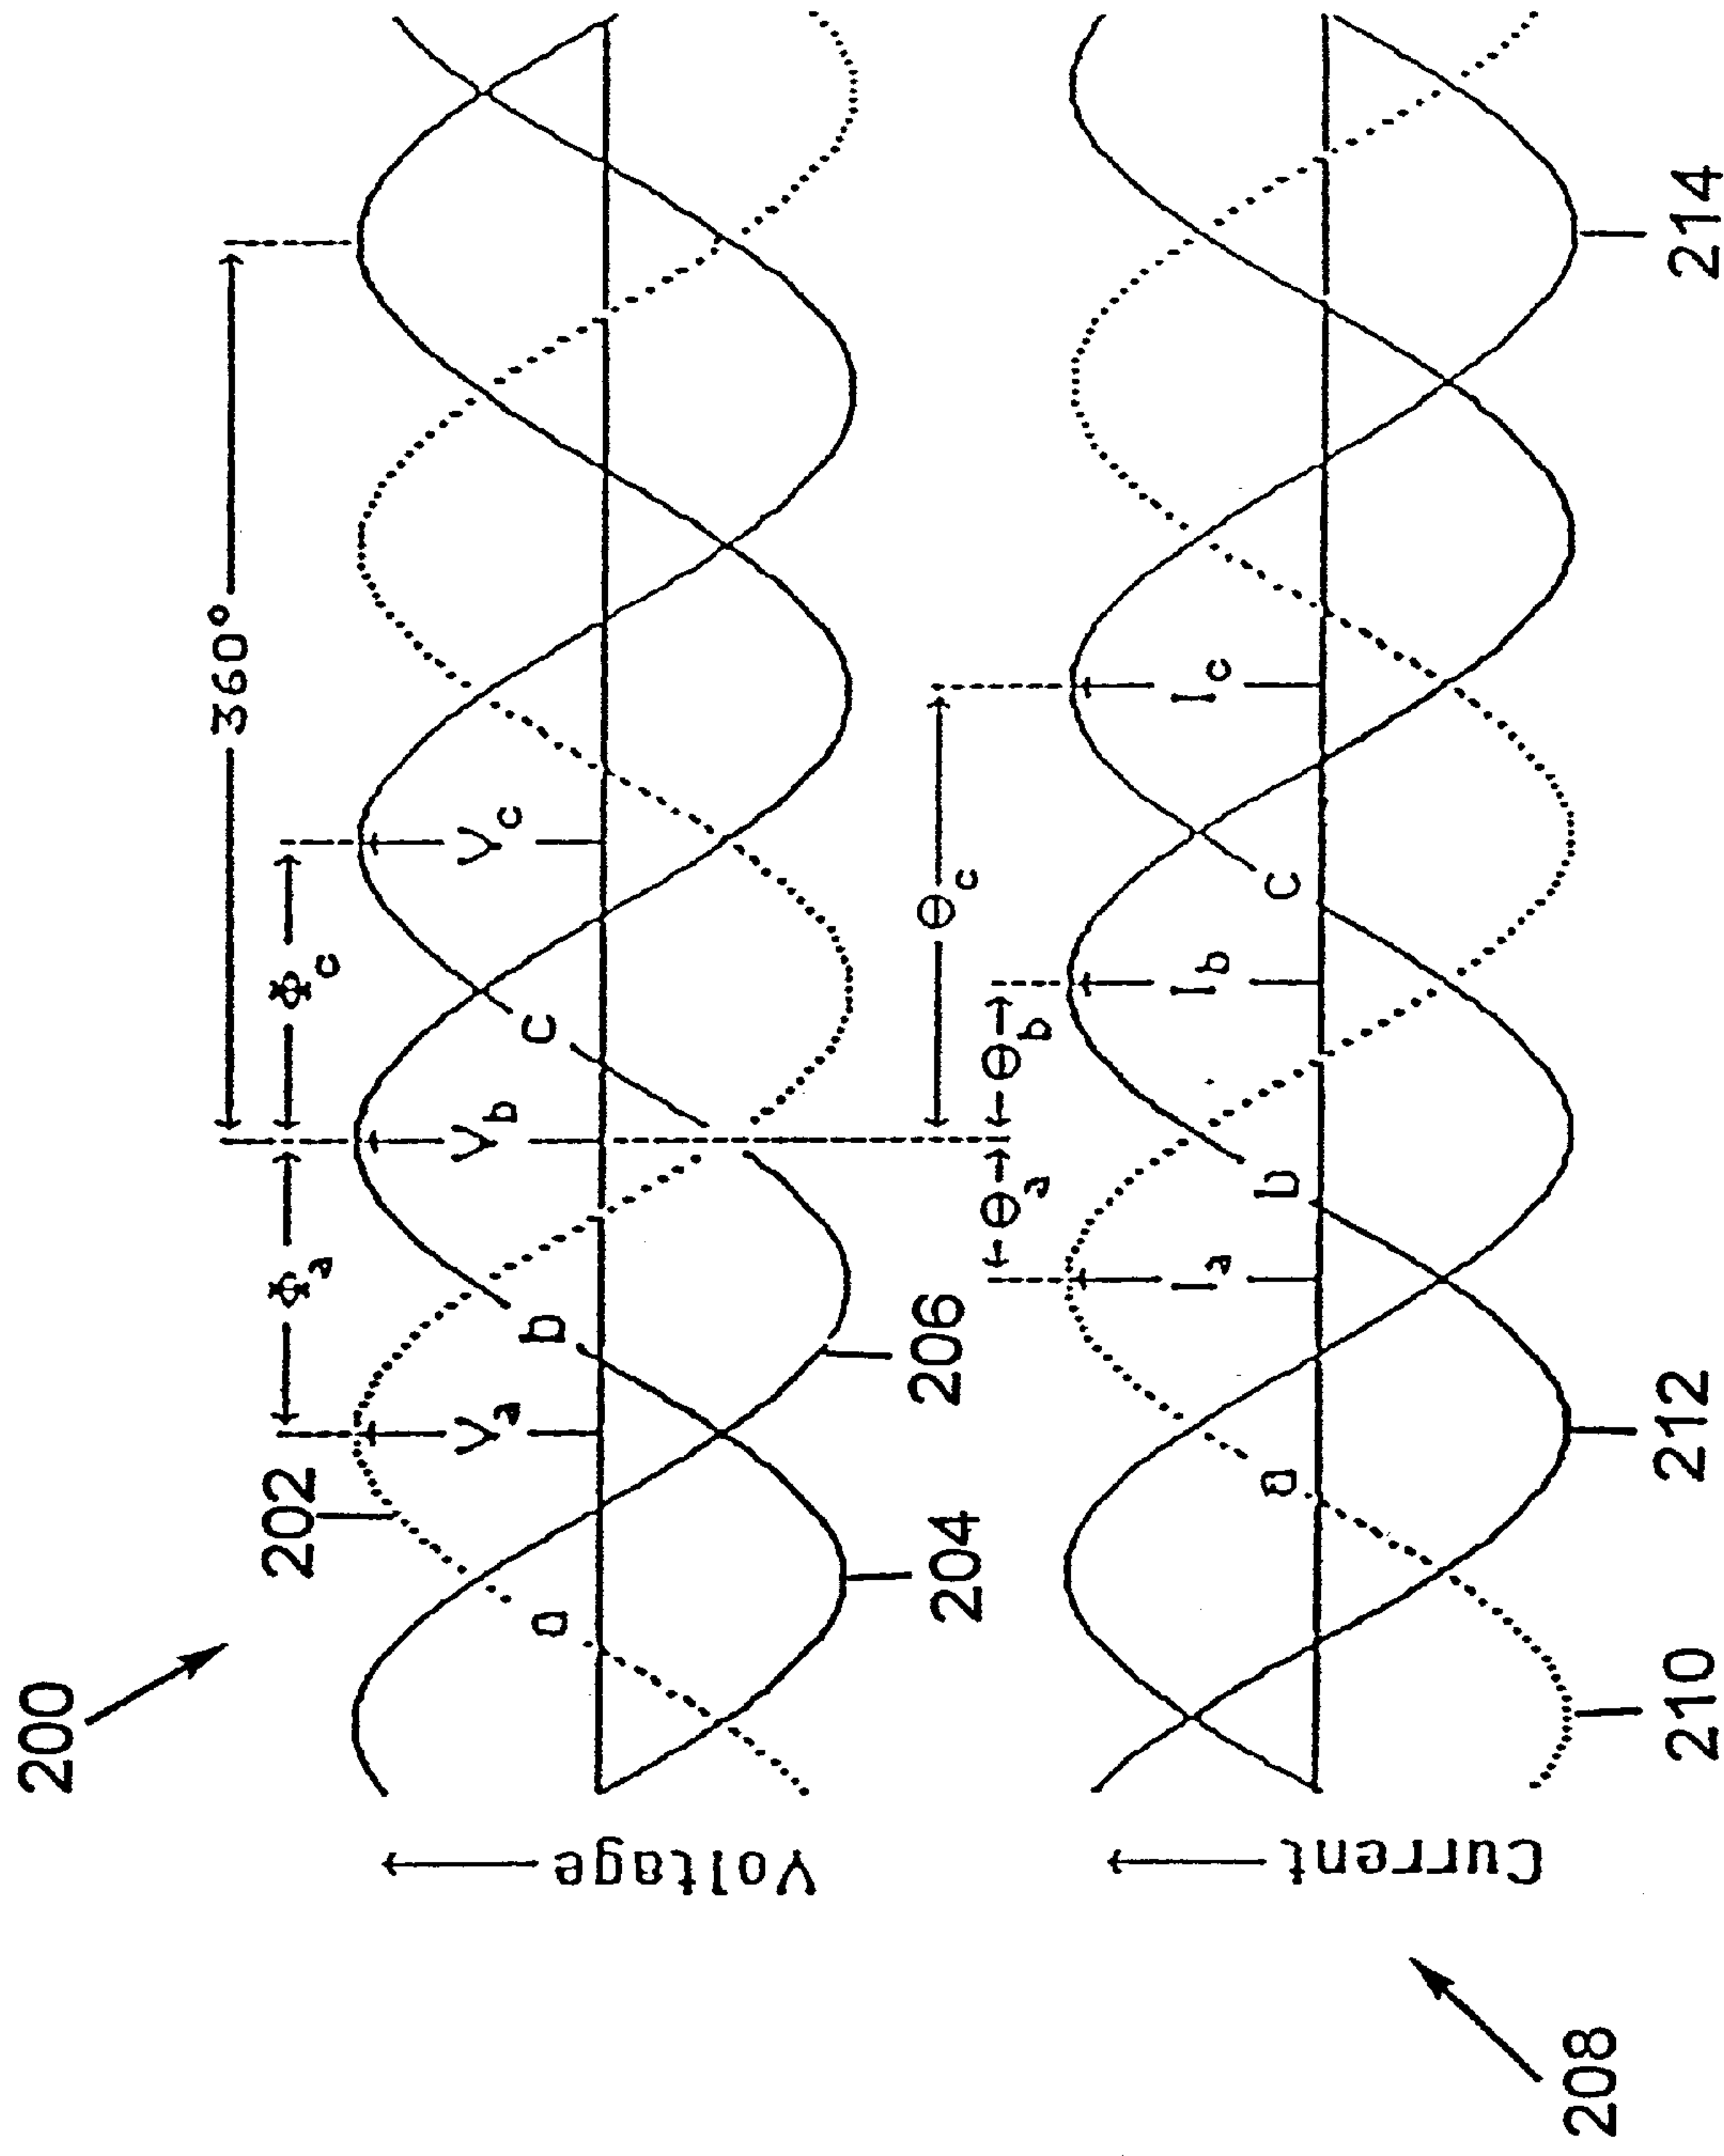 200
360°
Φa
Φc
202
Va
Vb
Vc
a
b
c
Voltage
204
206
Θc
Θa
Θb
Ia
Ib
Ic
a
b
c
Current
210
212
214
208